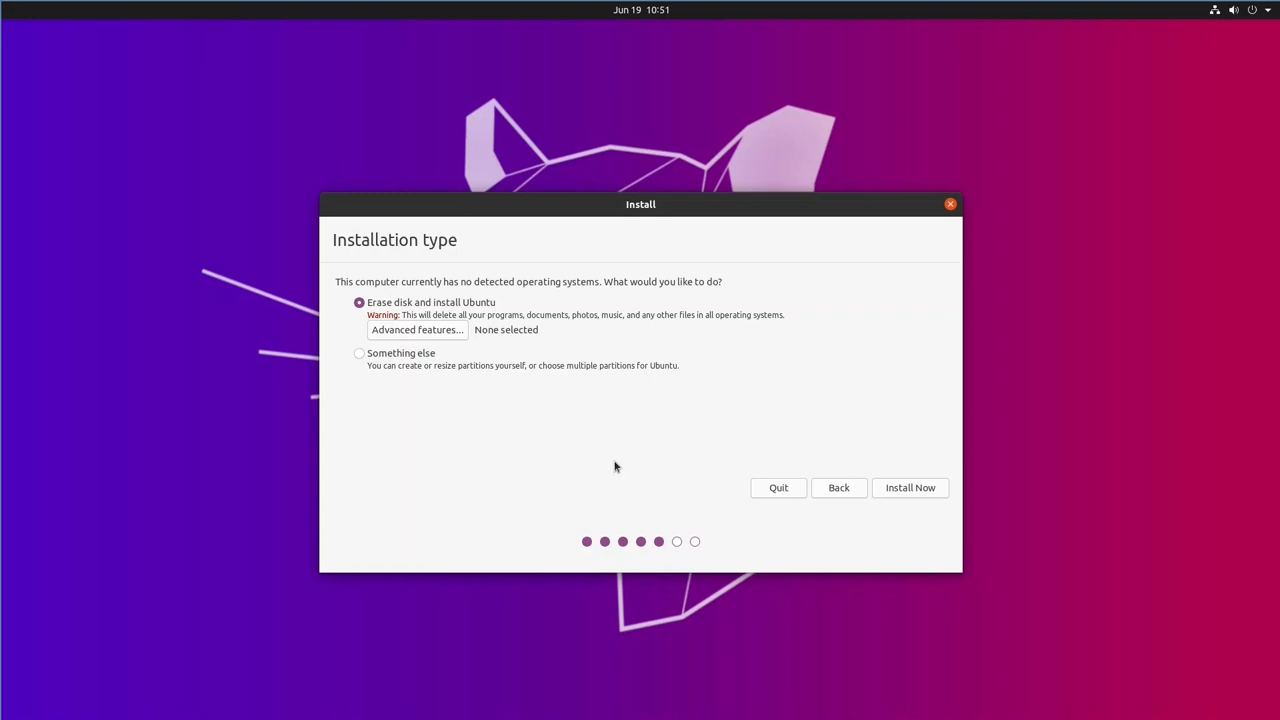 Jun 19 10:51
Install
Installation type
This computer currently has no detected operating systems. What would you like to do?
Erase disk and install Ubuntu
Warning: This will delete all your programs, documents, photos, music, and any other files in all operating systems.
Advanced features... None selected
Something else
You can create or resize partitions yourself, or choose multiple partitions for Ubuntu.
Quit Back Install Now